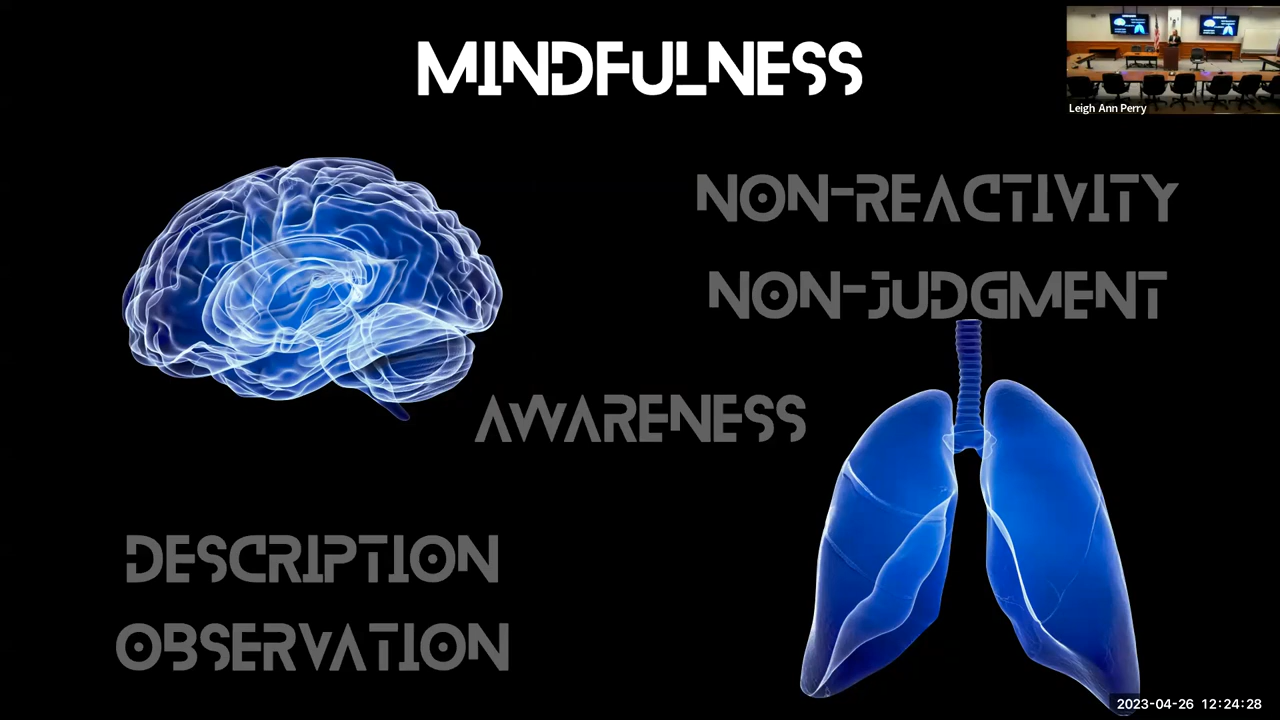 MINDFULNESS
Leigh Ann Perry
NON-REACTIVITY
NON-JUDGMENT
AWARENESS
DESCRIPTION
OBSERVATION
2023-04-26 12:24:28